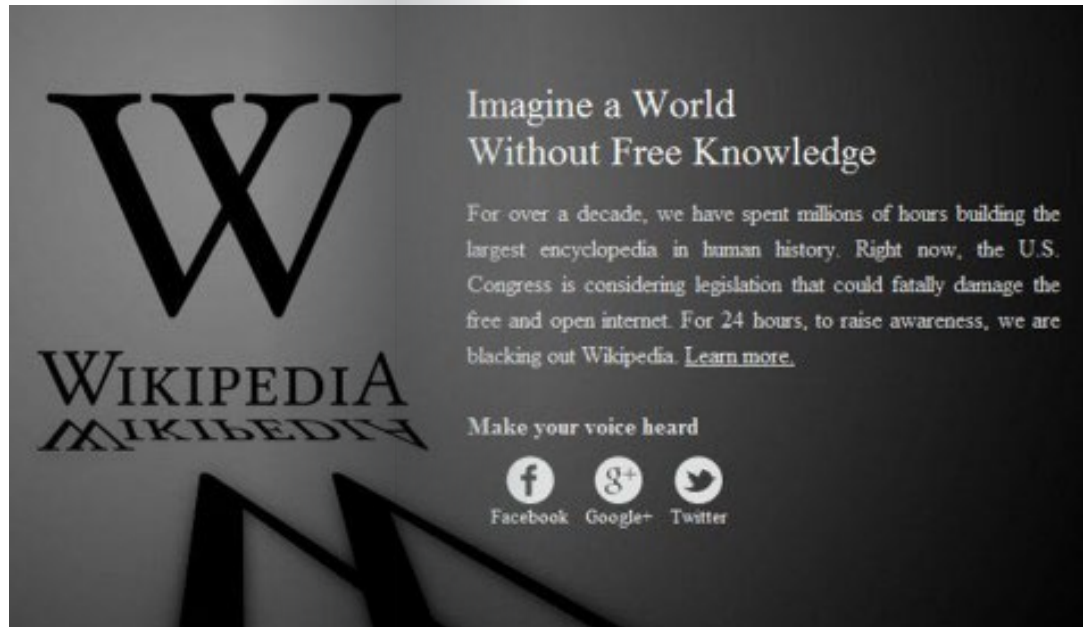 W
WIKIPEDIA
WIKIPEDIA
Imagine a World
Without Free Knowledge
For over a decade, we have spent millions of hours building the
largest encyclopedia in human history. Right now, the U.S.
Congress is considering legislation that could fatally damage the
free and open internet. For 24 hours, to raise awareness, we are
blacking out Wikipedia. Learn more.
Make your voice heard
f g+
Facebook Google+ Twitter